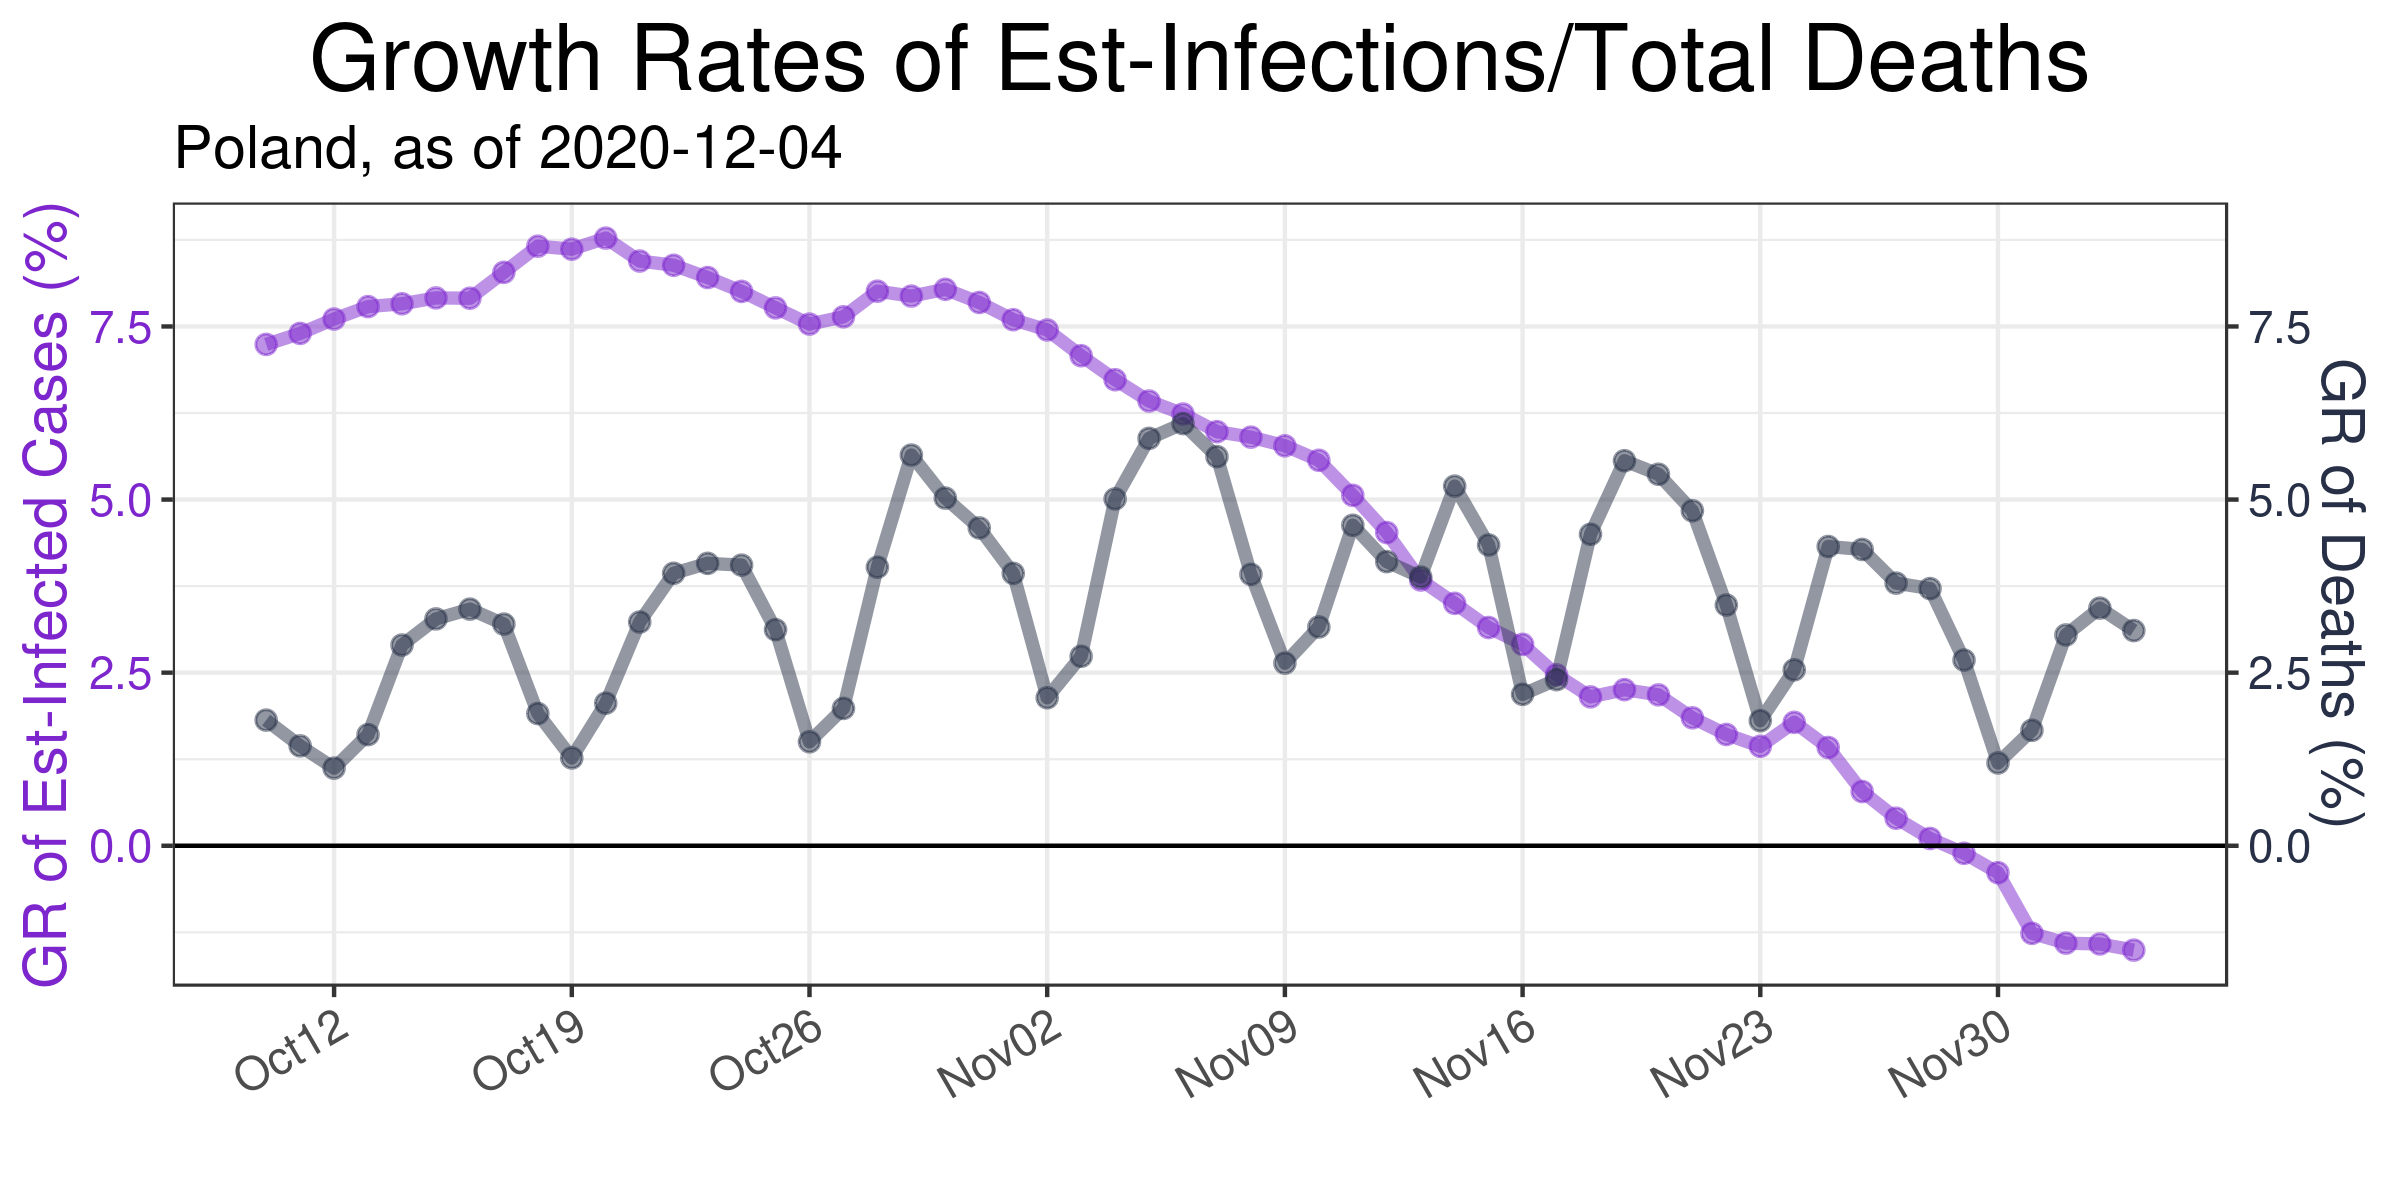 Growth Rates of Est-Infections/Total Deaths
Poland, as of 2020-12-04
GR of Est-Infected Cases (%)
7.5
5.0
2.5
0.0
7.5
5.0
2.5
0.0
GR of Deaths (%)
Oct12
Oct19
Oct26
Nov02
Nov09
Nov16
Nov23
Nov30